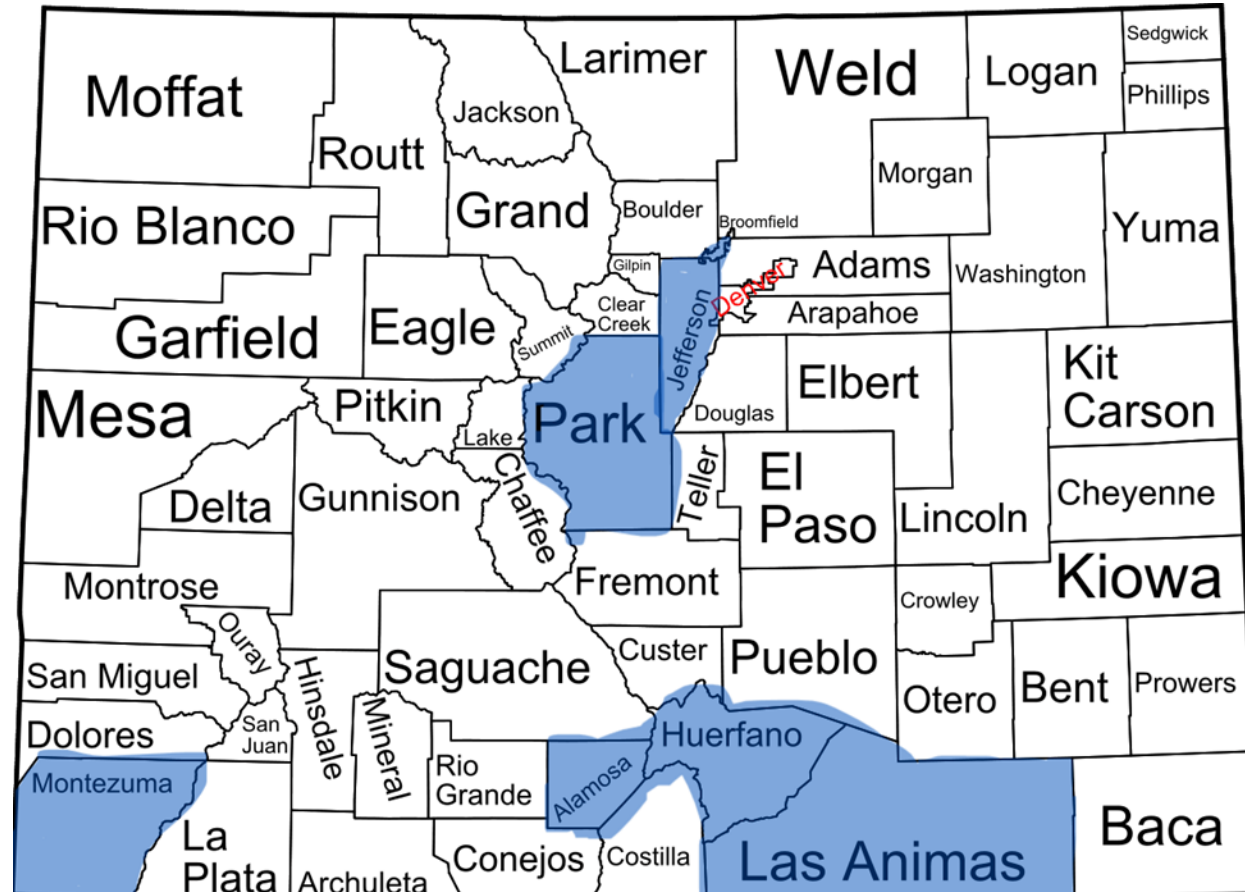 Sedgwick
Larimer
Weld
Logan
Moffat
Phillips
Jackson
Routt
Morgan
Grand
Boulder
Broomfield
Rio Blanco
Yuma
Gilpin
Adams
Washington
Denver
Clear
Creek
Arapahoe
Garfield
Eagle
Summit
Jefferson
Kit
Carson
Elbert
Mesa
Pitkin
Park
Douglas
Lake
Teller
El
Paso
Chaffee
Gunnison
Delta
Cheyenne
Lincoln
Montrose
Fremont
Kiowa
Crowley
Ouray
Custer
Pueblo
Saguache
San Miguel
Hinsdale
Bent
Prowers
Otero
Mineral
San
Juan
Dolores
Huerfano
Montezuma
Rio
Grande
Alamosa
Baca
La
Plata
Conejos
Costilla
Las Animas
Archuleta